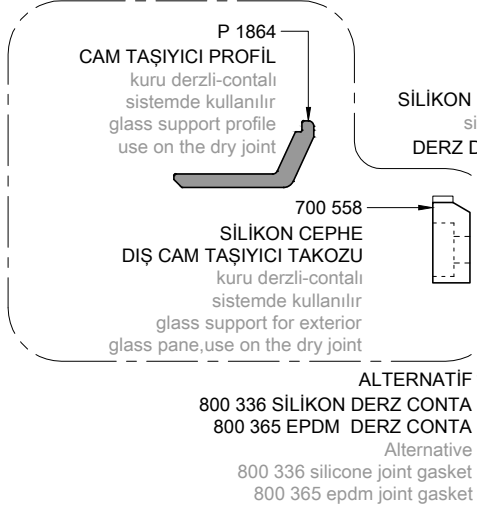 P 1864
CAM TAŞIYICI PROFİL
kuru derzli-contalı
sistemde kullanılır
glass support profile
use on the dry joint
SİLİKON
si
DERZ D
700 558
SİLİKON CEPHE
DIŞ CAM TAŞIYICI TAKOZU
kuru derzli-contalı
sistemde kullanılır
glass support for exterior
glass pane,use on the dry joint
ALTERNATİF
800 336 SİLİKON DERZ CONTA
800 365 EPDM DERZ CONTA
Alternative
800 336 silicone joint gasket
800 365 epdm joint gasket